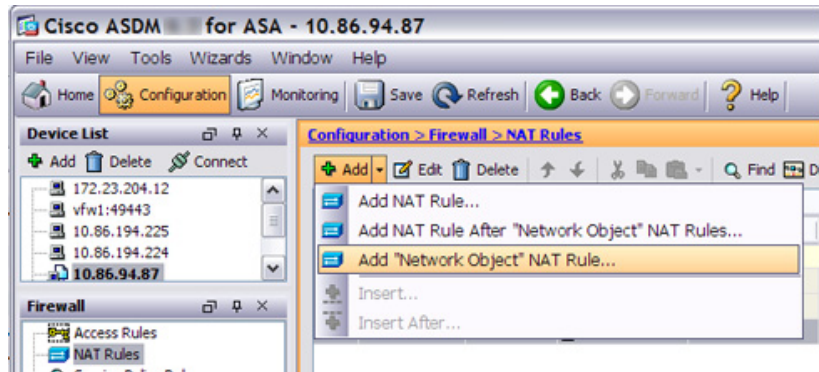 Cisco ASDM for ASA - 10.86.94.87
File View Tools Wizards Window Help
Home Configuration Monitoring Save Refresh Back Forward Help
Device List
Add Delete Connect
172.23.204.12
vfw1:49443
10.86.194.225
10.86.194.224
10.86.94.87
Firewall
Access Rules
NAT Rules
Configuration > Firewall > NAT Rules
Add Edit Delete Find D
Add NAT Rule...
Add NAT Rule After "Network Object" NAT Rules...
Add "Network Object" NAT Rule...
Insert...
Insert After...